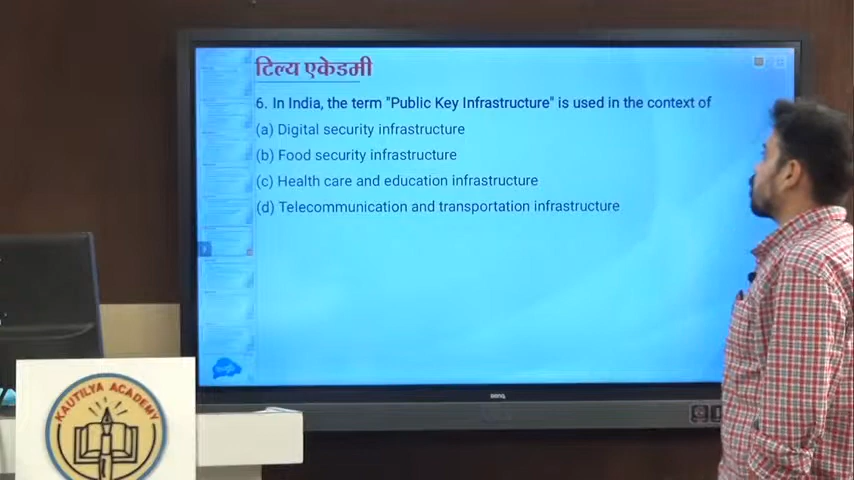 टिल्य एकेडमी
6. In India, the term "Public Key Infrastructure" is used in the context of
(a) Digital security infrastructure
(b) Food security infrastructure
(c) Health care and education infrastructure
(d) Telecommunication and transportation infrastructure
BenQ
KAUTILYA ACADEMY